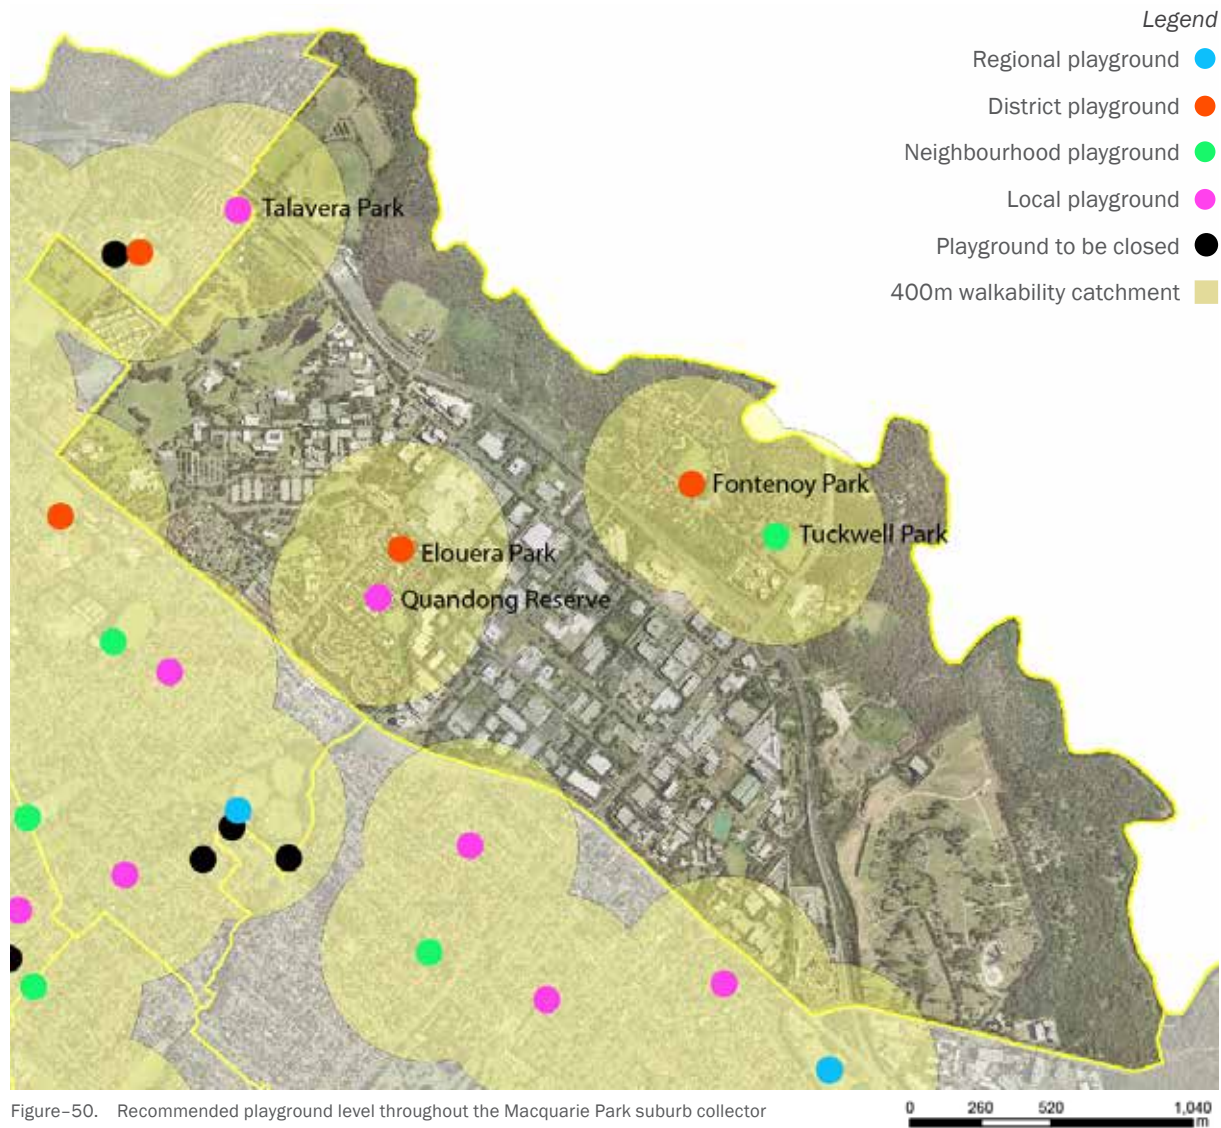 Legend
Regional playground
District playground
Neighbourhood playground
Local playground
Playground to be closed
400m walkability catchment
Talavera Park
Fontenoy Park
Tuckwell Park
Elouera Park
Quandong Reserve
Figure–50. Recommended playground level throughout the Macquarie Park suburb collector
0 260 520 1,040
m